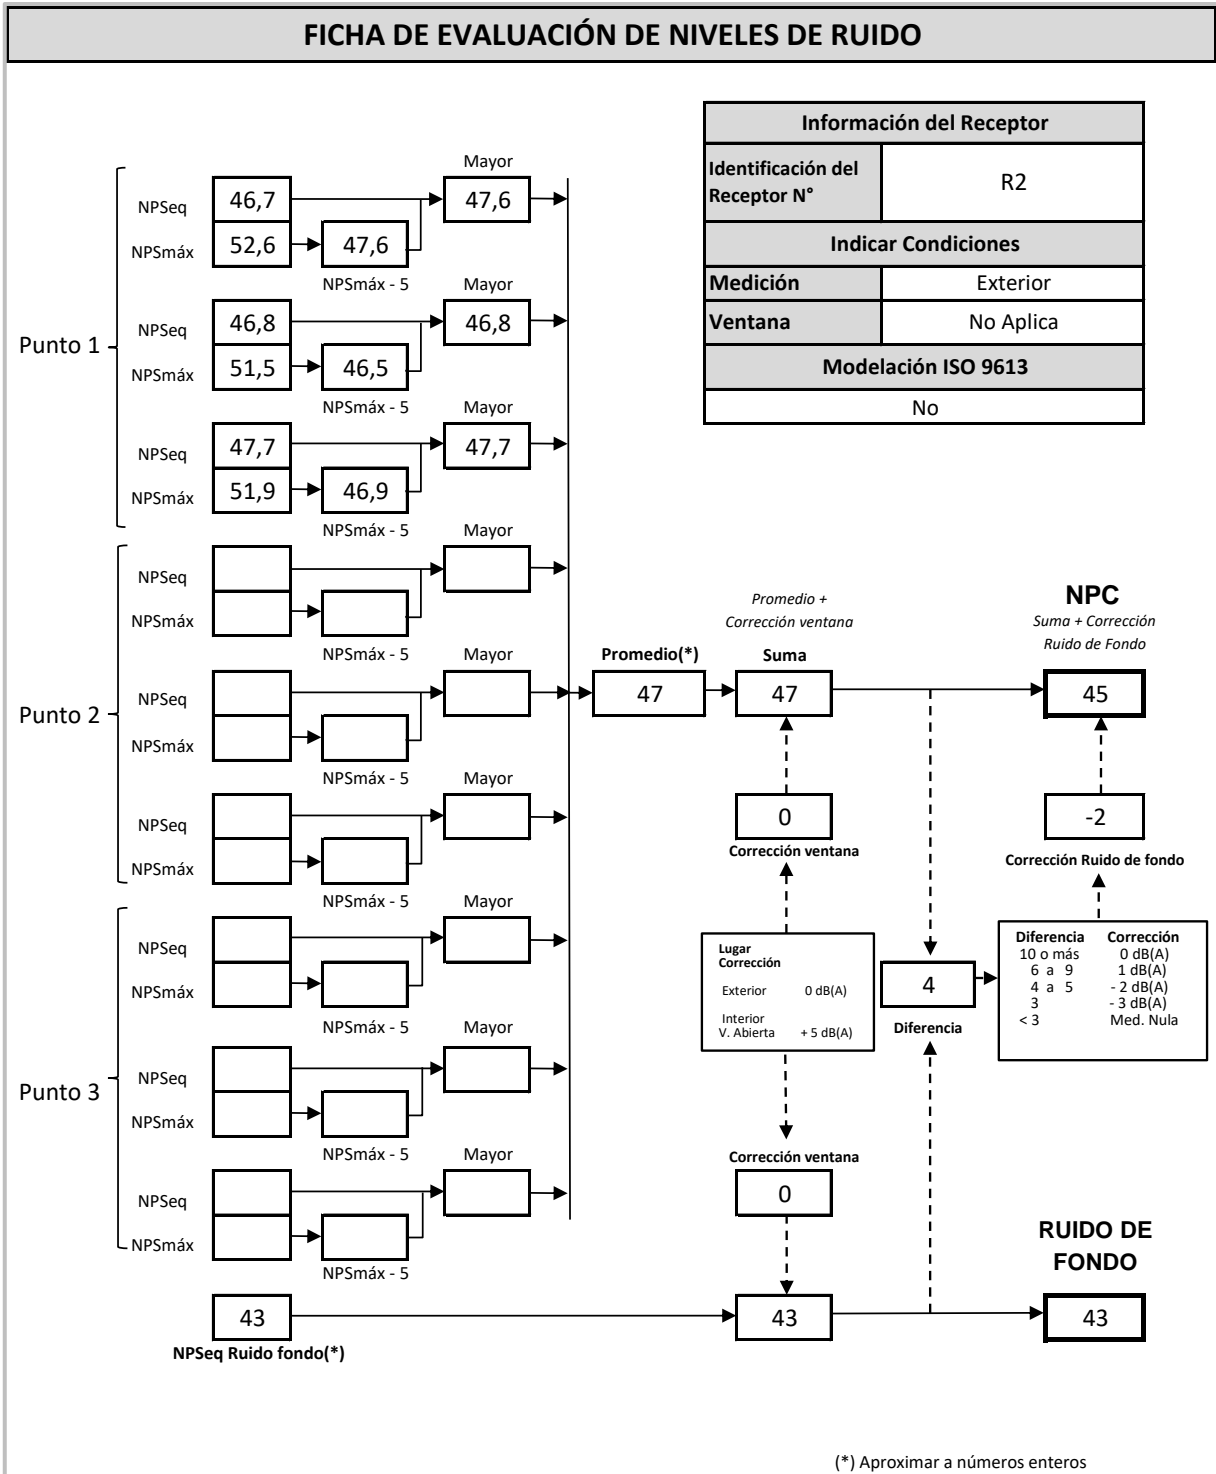 FICHA DE EVALUACIÓN DE NIVELES DE RUIDO
Información del Receptor
Identificación del
Receptor N°
R2
Indicar Condiciones
Medición Exterior
Ventana No Aplica
Modelación ISO 9613
No
Punto 1
Mayor
NPSeq 46,7 47,6
NPSmáx 52,6 47,6
NPSmáx - 5 Mayor
NPSeq 46,8 46,8
NPSmáx 51,5 46,5
NPSmáx - 5 Mayor
NPSeq 47,7 47,7
NPSmáx 51,9 46,9
NPSmáx - 5 Mayor
Punto 2
NPSeq
NPSmáx
NPSmáx - 5 Mayor
NPSeq
NPSmáx
NPSmáx - 5 Mayor
NPSeq
NPSmáx
NPSmáx - 5 Mayor
Punto 3
NPSeq
NPSmáx
NPSmáx - 5 Mayor
NPSeq
NPSmáx
NPSmáx - 5 Mayor
NPSeq
NPSmáx
NPSmáx - 5
43
NPSeq Ruido fondo(*)
Promedio(*)
47
Promedio +
Corrección ventana
Suma
47
0
Corrección ventana
Lugar
Corrección
Exterior 0 dB(A)
Interior
V. Abierta + 5 dB(A)
Corrección ventana
0
43
4
Diferencia
NPC
Suma + Corrección
Ruido de Fondo
45
-2
Corrección Ruido de fondo
Diferencia Corrección
10 o más 0 dB(A)
6 a 9 1 dB(A)
4 a 5 - 2 dB(A)
3 - 3 dB(A)
< 3 Med. Nula
RUIDO DE
FONDO
43
(*) Aproximar a números enteros